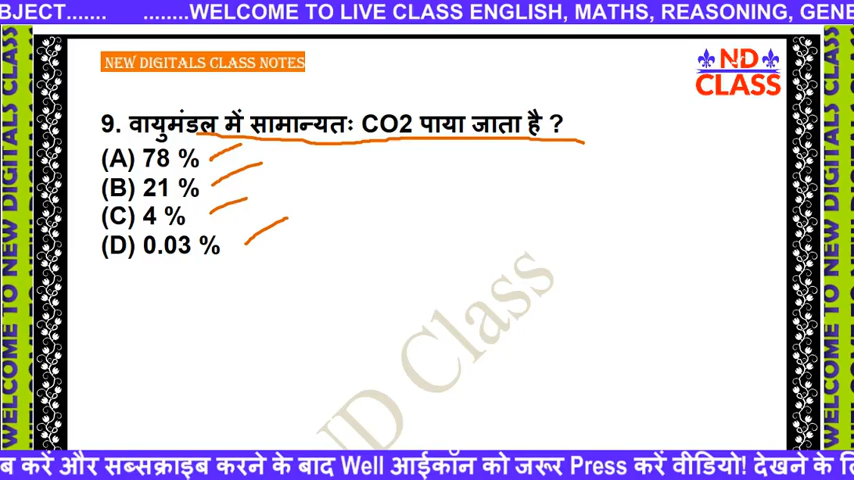 BJECT....... ........WELCOME TO LIVE CLASS ENGLISH, MATHS, REASONING, GENE
NEW DIGITALS CLASS NOTES
ND
CLASS
9. वायुमंडल में सामान्यतः CO2 पाया जाता है ?
(A) 78 %
(B) 21 %
(C) 4 %
(D) 0.03 %
ND Class
WELCOME TO NEW DIGITALS CLASS
WELCOME TO NEW DIGITALS CLASS
ब करें और सब्सक्राइब करने के बाद Well आईकॉन को जरूर Press करें वीडियो! देखने के लि